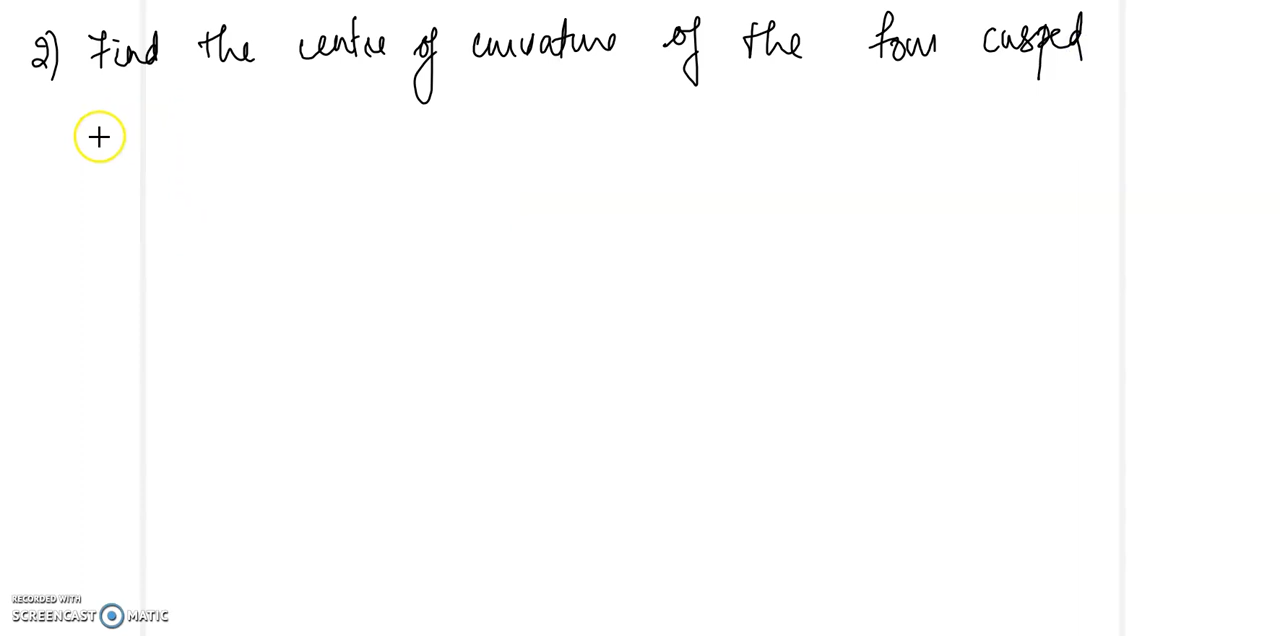 2) Find the centre of curvature of the four cusped
RECORDED WITH
SCREENCAST MATIC